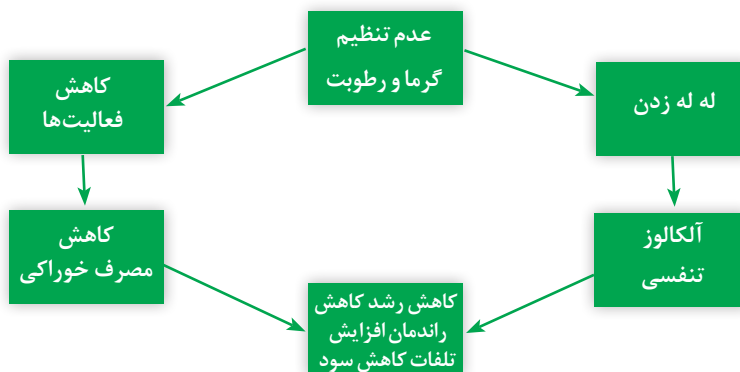 عدم تنظیم
گرما و رطوبت
له له زدن
کاهش
فعالیت‌ها
آلکالوز
تنفسی
کاهش
مصرف خوراکی
کاهش رشد کاهش
راندمان افزایش
تلفات کاهش سود